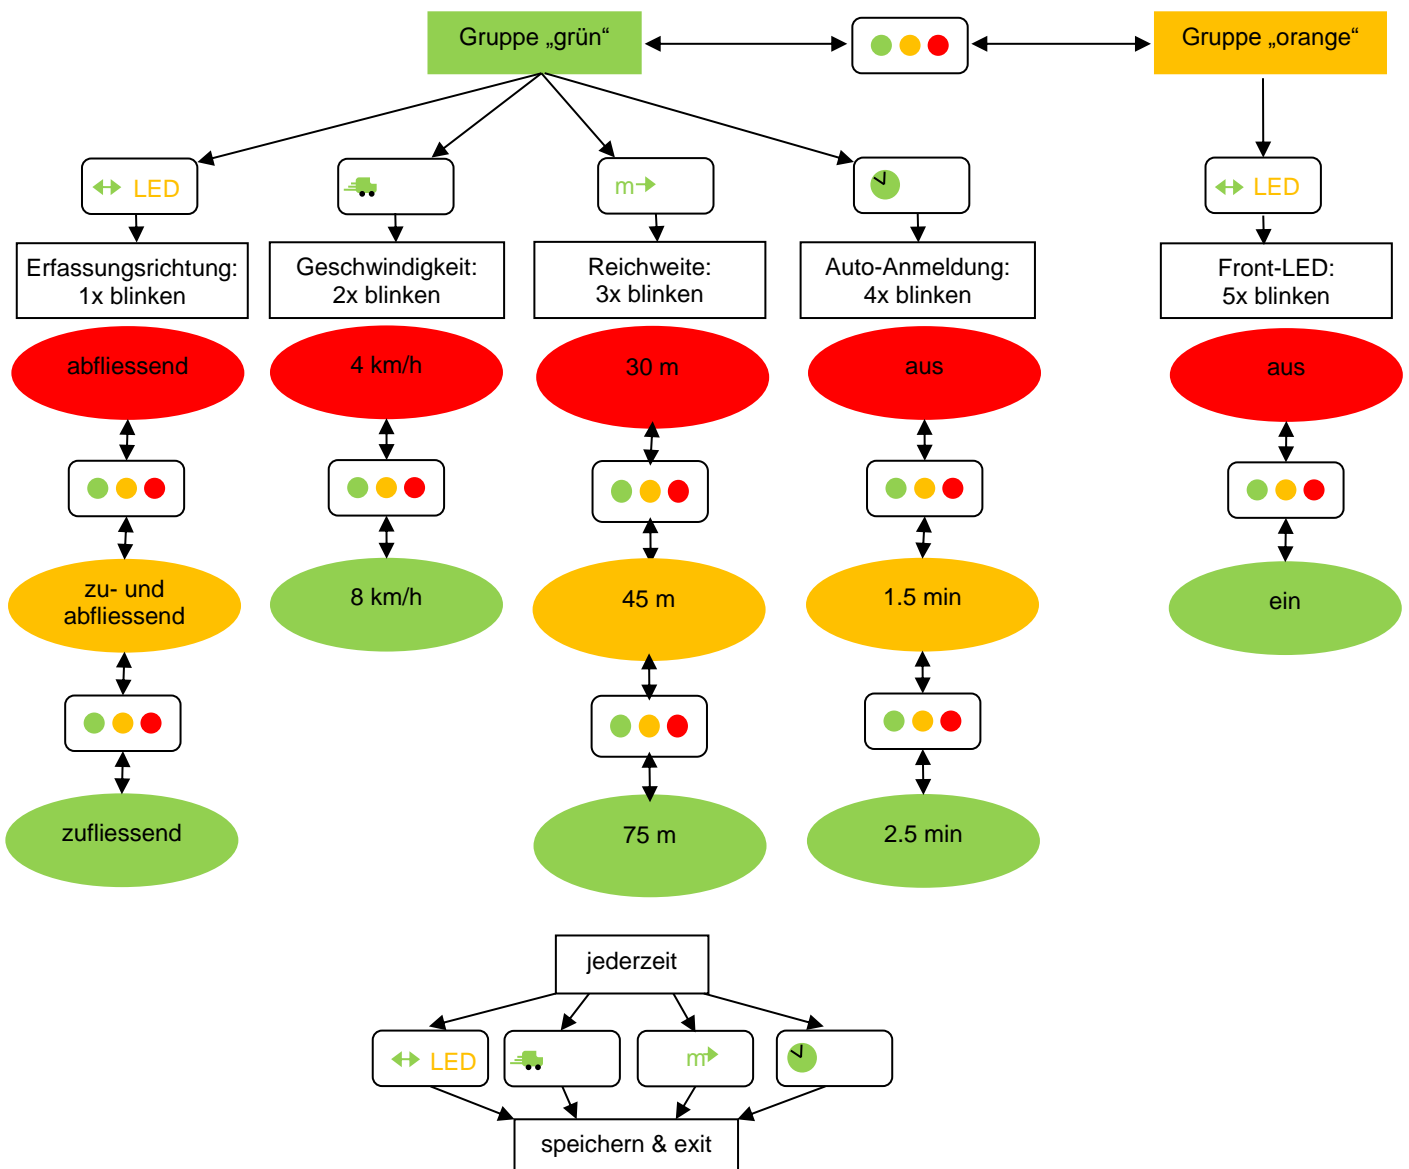 Gruppe „grün“
Gruppe „orange“
LED
m
LED
Erfassungsrichtung:
1x blinken
Geschwindigkeit:
2x blinken
Reichweite:
3x blinken
Auto-Anmeldung:
4x blinken
Front-LED:
5x blinken
abfliessend
4 km/h
30 m
aus
aus
zu- und
abfliessend
8 km/h
45 m
1.5 min
ein
zufliessend
75 m
2.5 min
jederzeit
LED
m
speichern & exit